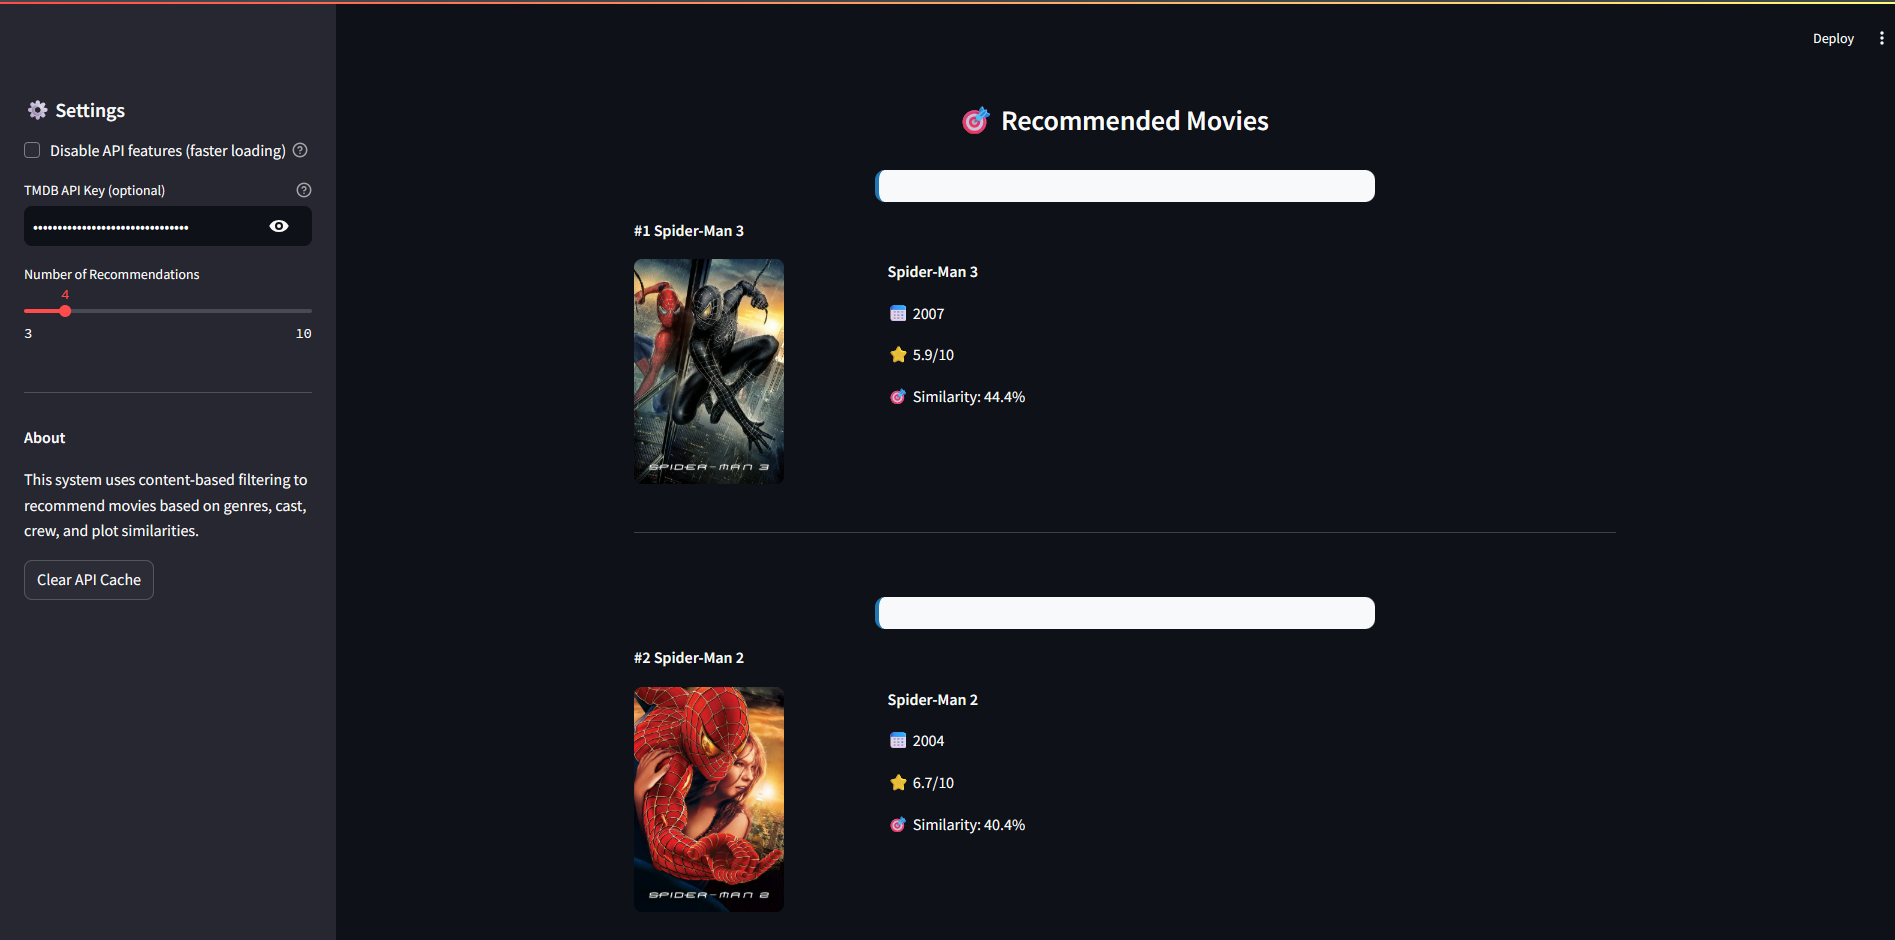 Deploy
Settings
Disable API features (faster loading)
TMDB API Key (optional)
••••••••••••••••••••••••••••••••
Number of Recommendations
4
3
10
About
This system uses content-based filtering to
recommend movies based on genres, cast,
crew, and plot similarities.
Clear API Cache
Recommended Movies
#1 Spider-Man 3
SPIDER-MAN 3
Spider-Man 3
2007
5.9/10
Similarity: 44.4%
#2 Spider-Man 2
SPIDER-MAN 2
Spider-Man 2
2004
6.7/10
Similarity: 40.4%